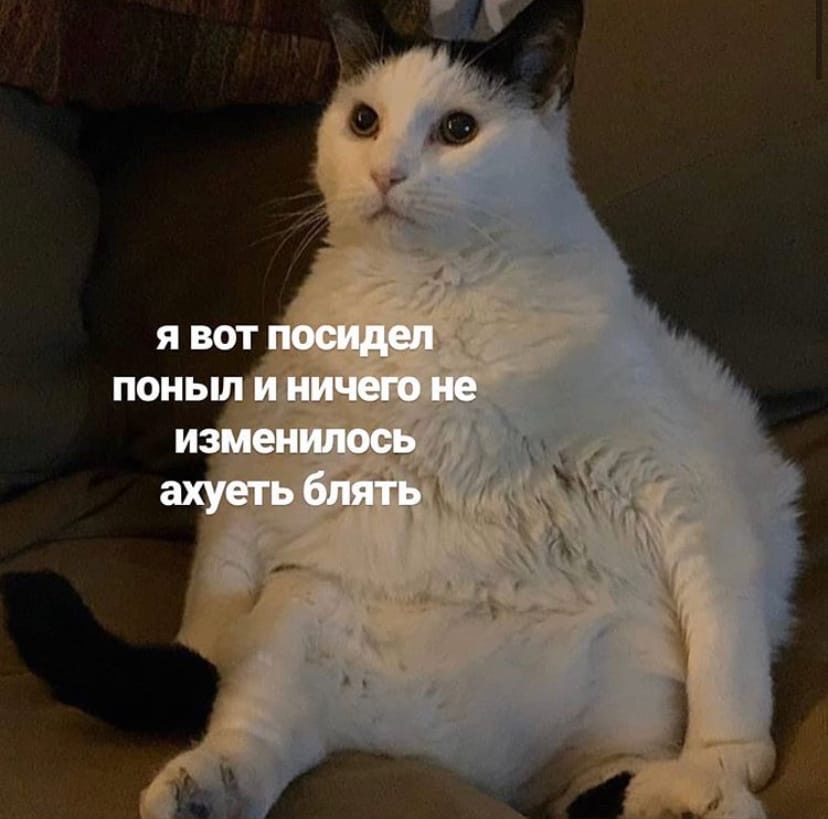 я вот посидел
поныл и ничего не
изменилось
ахуеть блять